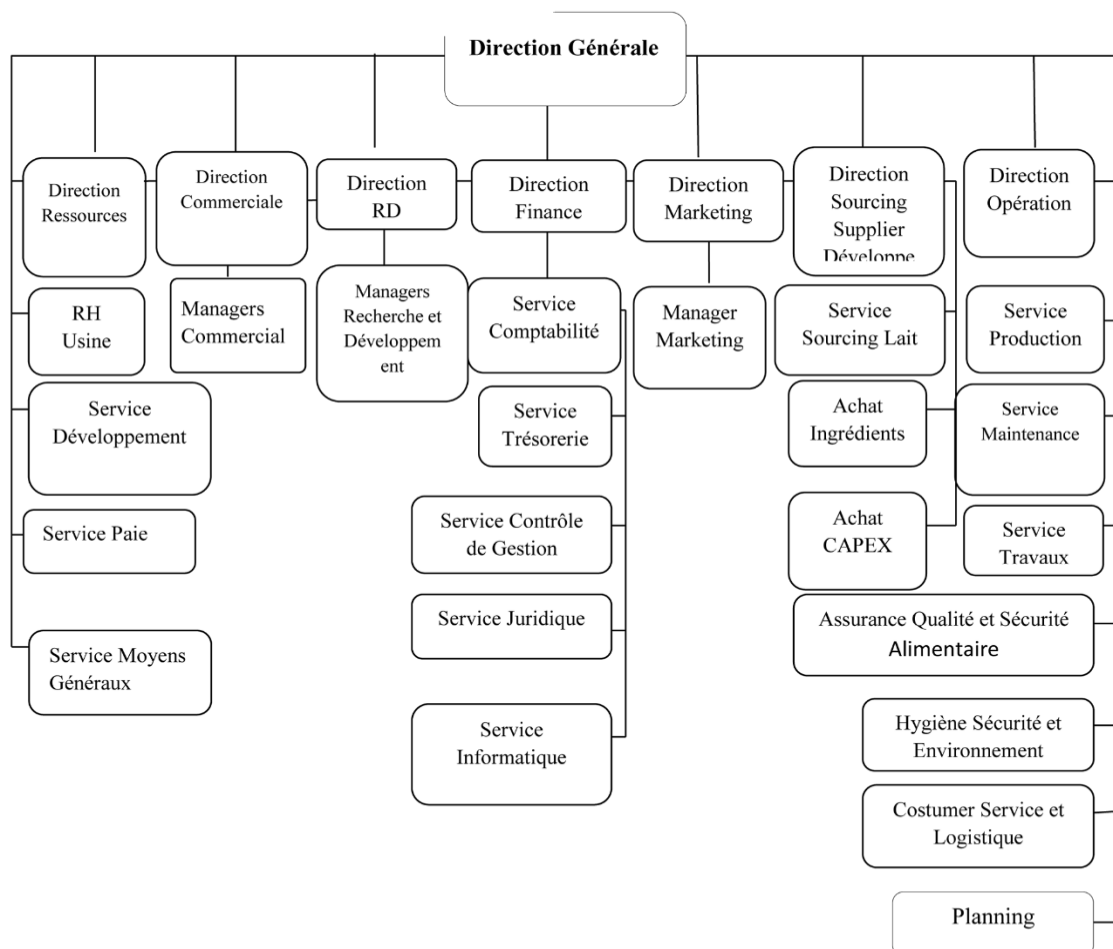 Direction Générale
Direction
Ressources
Direction
Commerciale
Direction
RD
Direction
Finance
Direction
Marketing
Direction
Sourcing
Supplier
Développe
Direction
Opération
RH
Usine
Managers
Commercial
Managers
Recherche et
Développem
ent
Service
Comptabilité
Manager
Marketing
Service
Sourcing Lait
Service
Production
Service
Développement
Service
Trésorerie
Achat
Ingrédients
Service
Maintenance
Service Paie
Service Contrôle
de Gestion
Achat
CAPEX
Service
Travaux
Service Juridique
Assurance Qualité et Sécurité
Alimentaire
Service Moyens
Généraux
Service
Informatique
Hygiène Sécurité et
Environnement
Costumer Service et
Logistique
Planning